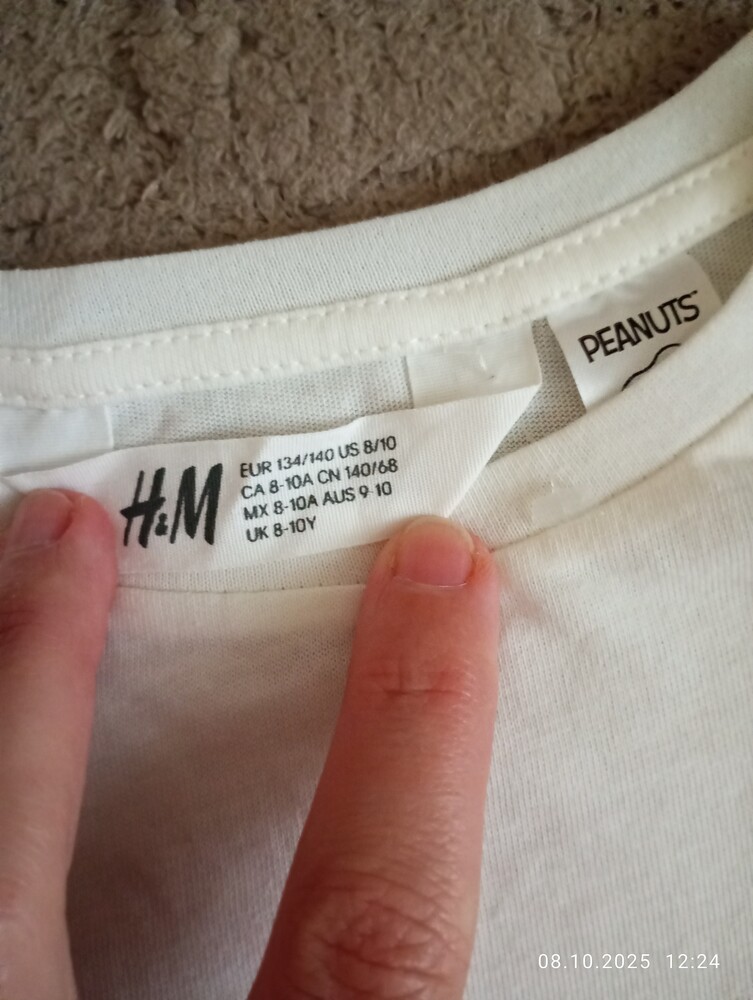 PEANUTS™
H&M
EUR 134/140 US 8/10
CA 8-10A CN 140/68
MX 8-10A AUS 9-10
UK 8-10Y
08.10.2025 12:24